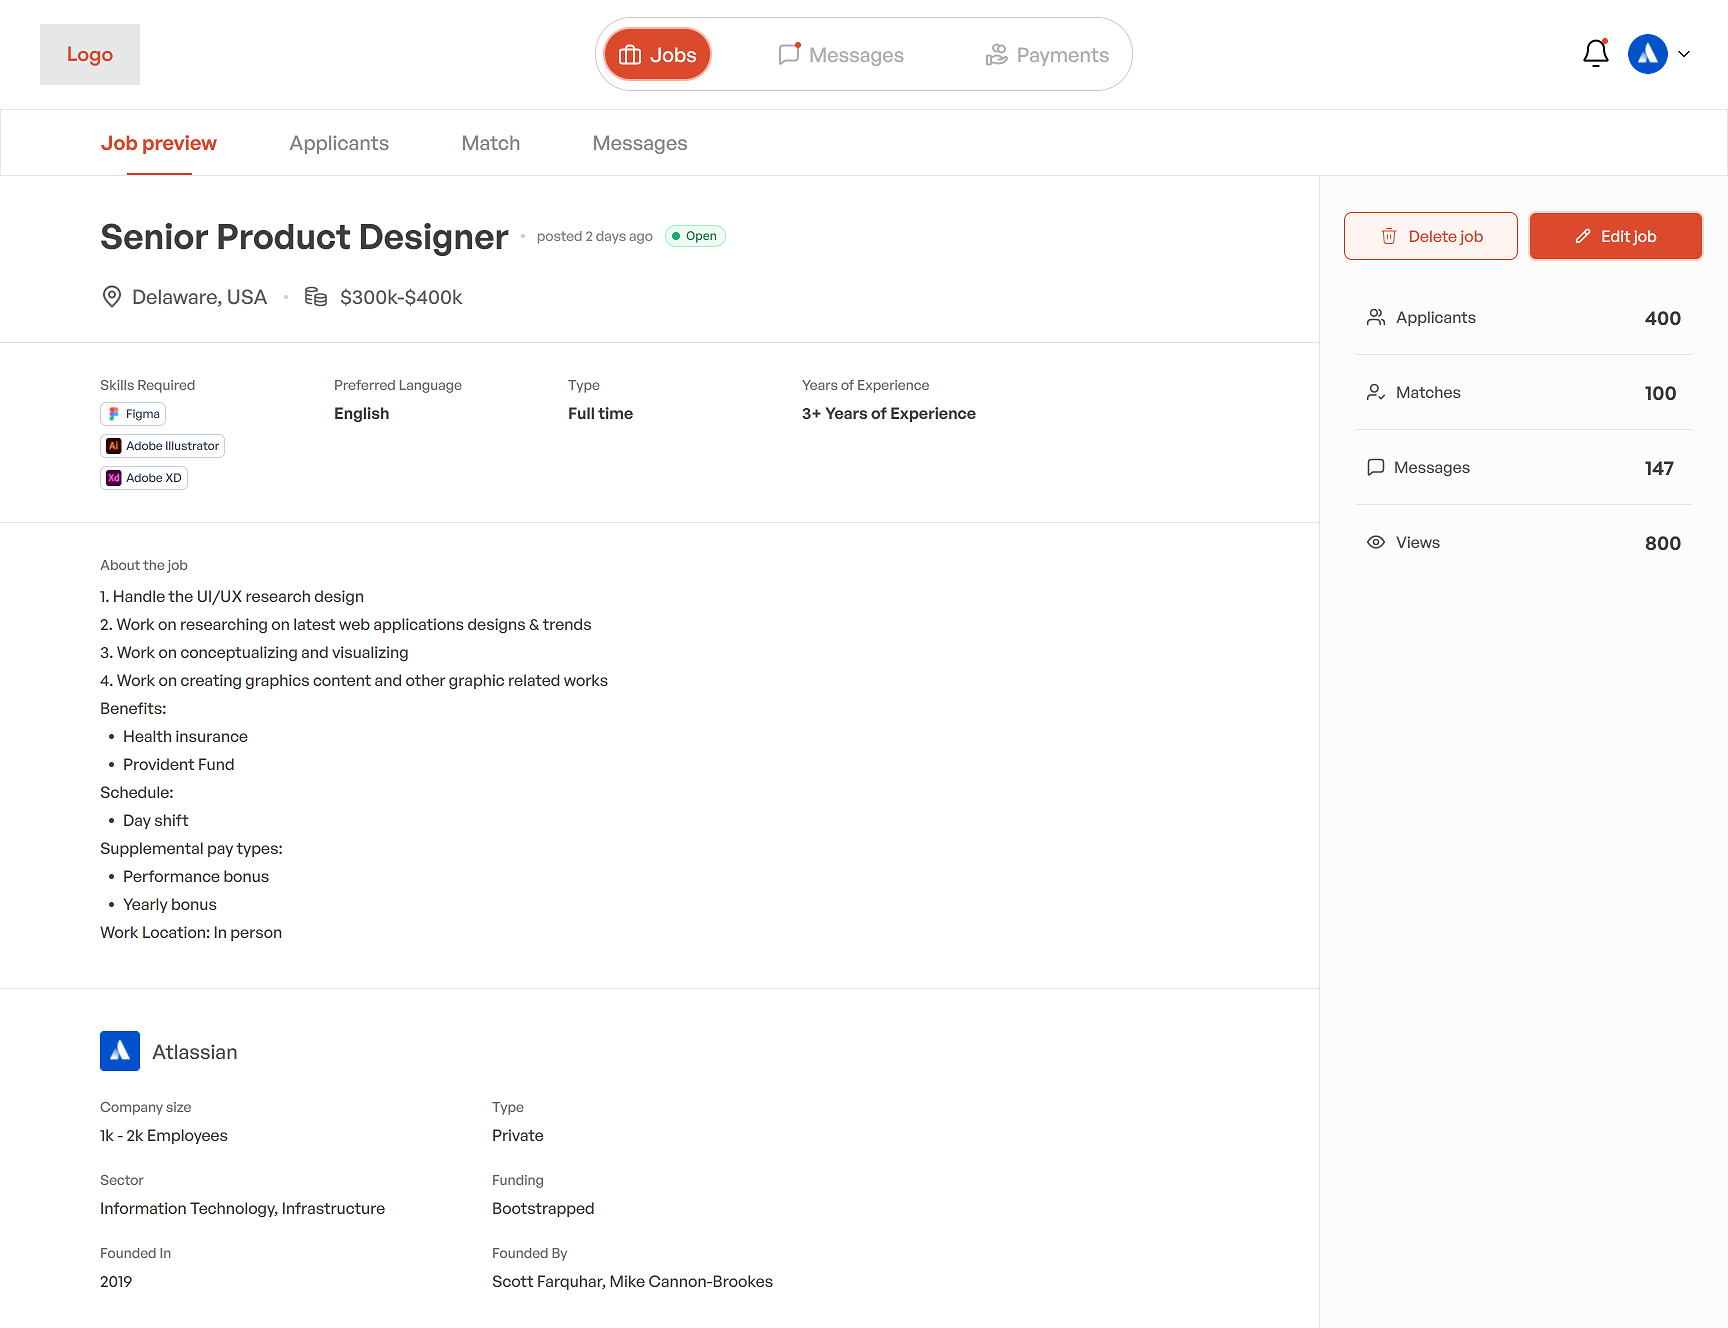 Logo
Jobs
Messages
Payments
Job preview
Applicants
Match
Messages
Senior Product Designer
posted 2 days ago
Open
Delaware, USA
$300k-$400k
Delete job
Edit job
Applicants
400
Matches
100
Messages
147
Views
800
Skills Required
Figma
Ai Adobe Illustrator
Xd Adobe XD
Preferred Language
English
Type
Full time
Years of Experience
3+ Years of Experience
About the job
1. Handle the UI/UX research design
2. Work on researching on latest web applications designs & trends
3. Work on conceptualizing and visualizing
4. Work on creating graphics content and other graphic related works
Benefits:
• Health insurance
• Provident Fund
Schedule:
• Day shift
Supplemental pay types:
• Performance bonus
• Yearly bonus
Work Location: In person
Atlassian
Company size
1k - 2k Employees
Type
Private
Sector
Information Technology, Infrastructure
Funding
Bootstrapped
Founded In
2019
Founded By
Scott Farquhar, Mike Cannon-Brookes